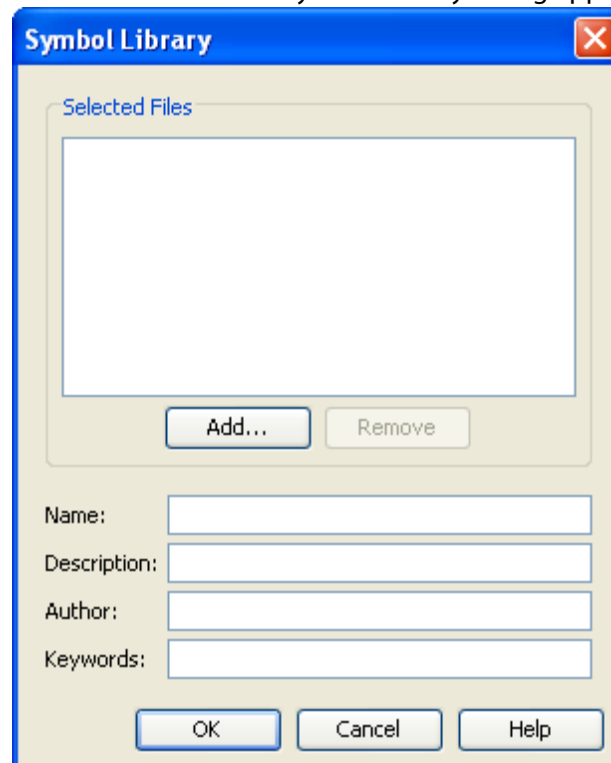 Symbol Library
Selected Files
Add... Remove
Name:
Description:
Author:
Keywords:
OK Cancel Help